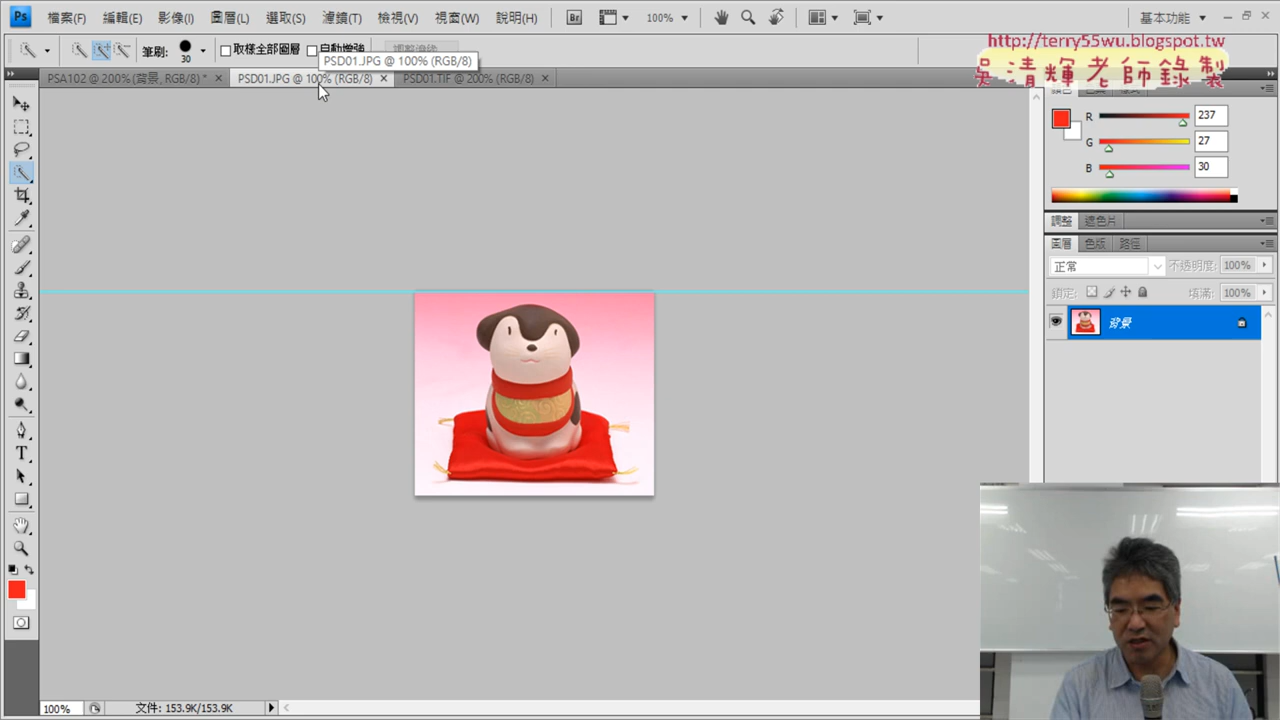 Ps 檔案(F) 編輯(E) 影像(I) 圖層(L) 選取(S) 濾鏡(T) 檢視(V) 視窗(W) 說明(H) Br 100% 基本功能
http://terry55wu.blogspot.tw
吳清輝老師錄製
筆刷: 30 取樣全部圖層 自動增強
PSD01.JPG @ 100% (RGB/8)
PSA102 @ 200% (背景, RGB/8) * PSD01.JPG @ 100% (RGB/8) PSD01.TIF @ 200% (RGB/8)
R 237
G 27
B 30
調整 遮色片
圖層 色版 路徑
正常 不透明度: 100%
鎖定: 填滿: 100%
背景
T
100% 文件: 153.9K/153.9K